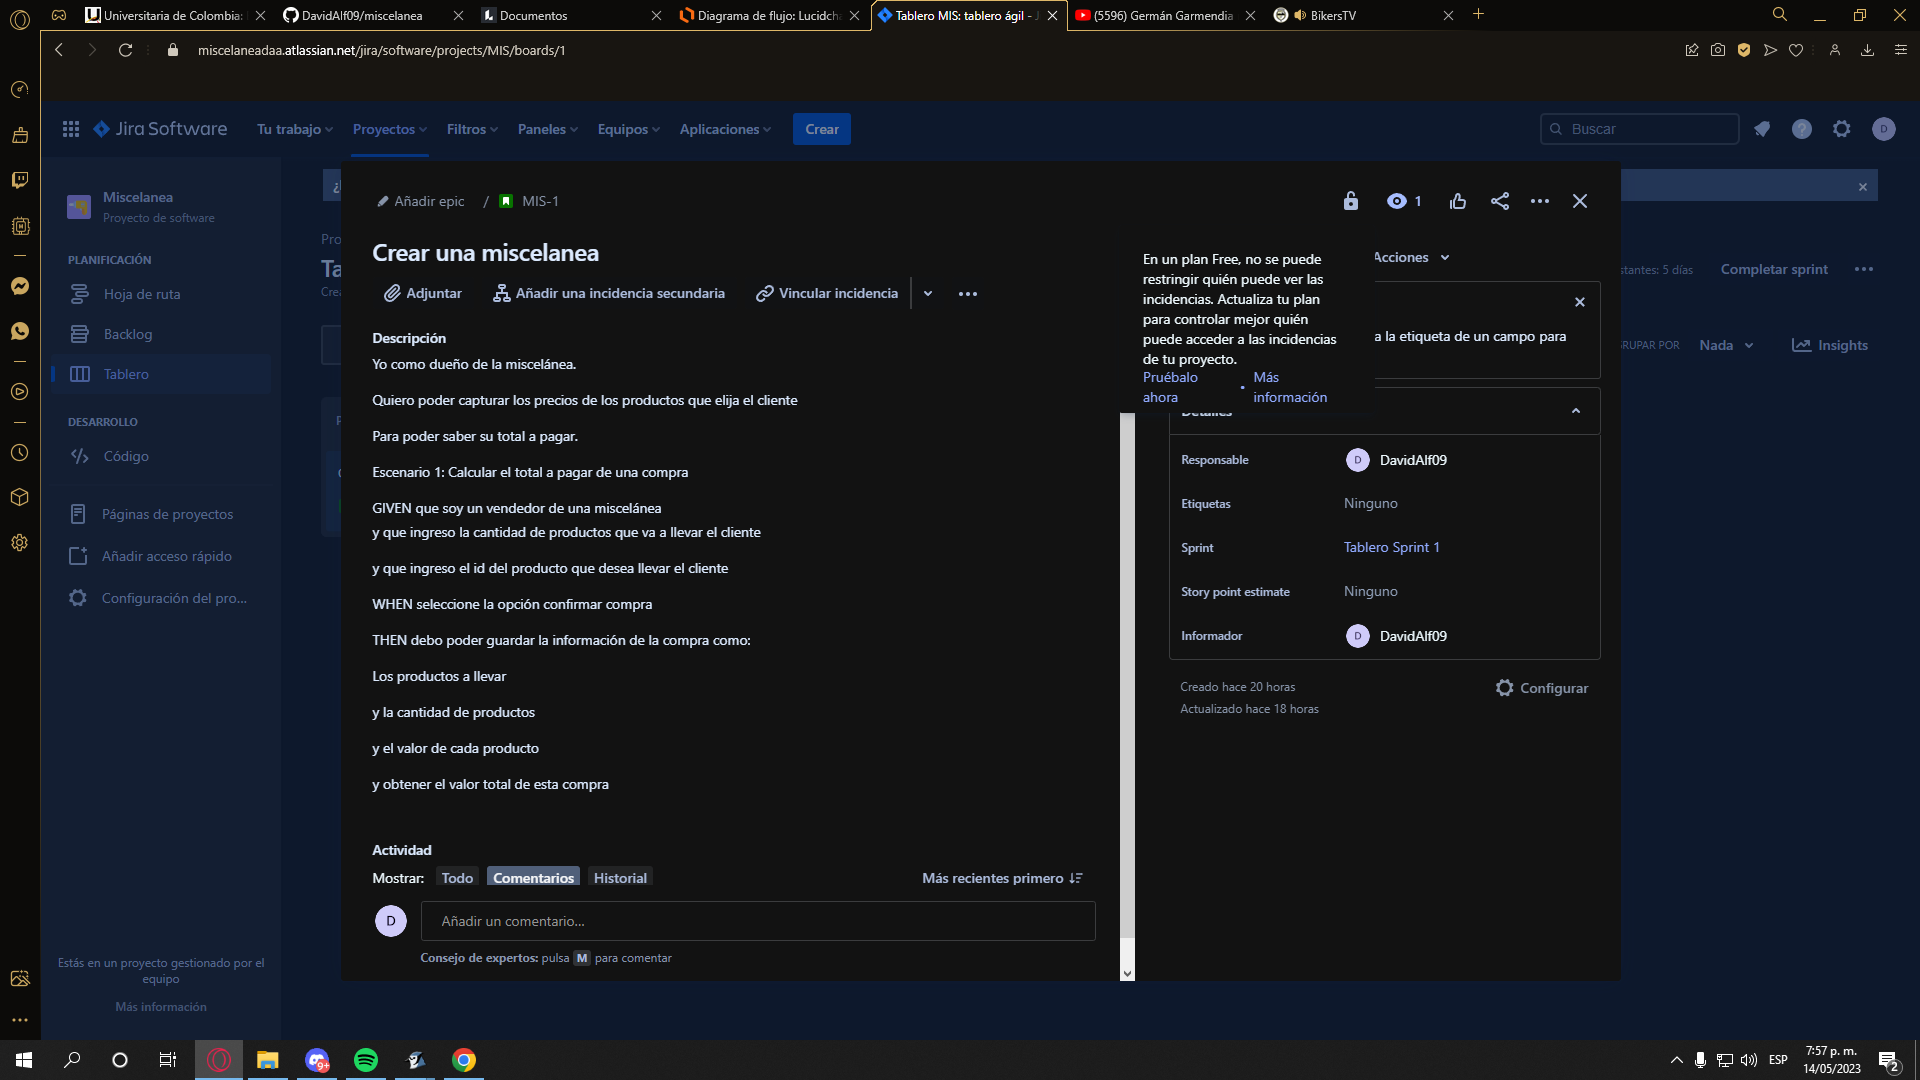 Universitaria de Colombia:
DavidAlf09/miscelanea
Documentos
Diagrama de flujo: Lucidcha
Tablero MIS: tablero ágil - J
(5596) Germán Garmendia
BikersTV
miscelaneadaa.atlassian.net/jira/software/projects/MIS/boards/1
Jira Software
Tu trabajo
Proyectos
Filtros
Paneles
Equipos
Aplicaciones
Crear
Buscar
D
Miscelanea
Proyecto de software
PLANIFICACIÓN
Hoja de ruta
Backlog
Tablero
DESARROLLO
Código
Páginas de proyectos
Añadir acceso rápido
Configuración del pro...
Estás en un proyecto gestionado por el
equipo
Más información
¿
Pro
Ta
Crea
Añadir epic / MIS-1
1
Crear una miscelanea
Adjuntar
Añadir una incidencia secundaria
Vincular incidencia
Descripción
Yo como dueño de la miscelánea.
Quiero poder capturar los precios de los productos que elija el cliente
Para poder saber su total a pagar.
Escenario 1: Calcular el total a pagar de una compra
GIVEN que soy un vendedor de una miscelánea
y que ingreso la cantidad de productos que va a llevar el cliente
y que ingreso el id del producto que desea llevar el cliente
WHEN seleccione la opción confirmar compra
THEN debo poder guardar la información de la compra como:
Los productos a llevar
y la cantidad de productos
y el valor de cada producto
y obtener el valor total de esta compra
Actividad
Mostrar: Todo Comentarios Historial
Más recientes primero
D
Añadir un comentario...
Consejo de expertos: pulsa M para comentar
En un plan Free, no se puede
restringir quién puede ver las
incidencias. Actualiza tu plan
para controlar mejor quién
puede acceder a las incidencias
de tu proyecto.
Pruébalo
ahora
•
Más
información
Acciones
a la etiqueta de un campo para
Detalles
Responsable
D DavidAlf09
Etiquetas
Ninguno
Sprint
Tablero Sprint 1
Story point estimate
Ninguno
Informador
D DavidAlf09
Creado hace 20 horas
Actualizado hace 18 horas
Configurar
stantes: 5 días
Completar sprint
RUPAR POR
Nada
Insights
9+
ESP
7:57 p. m.
14/05/2023
2